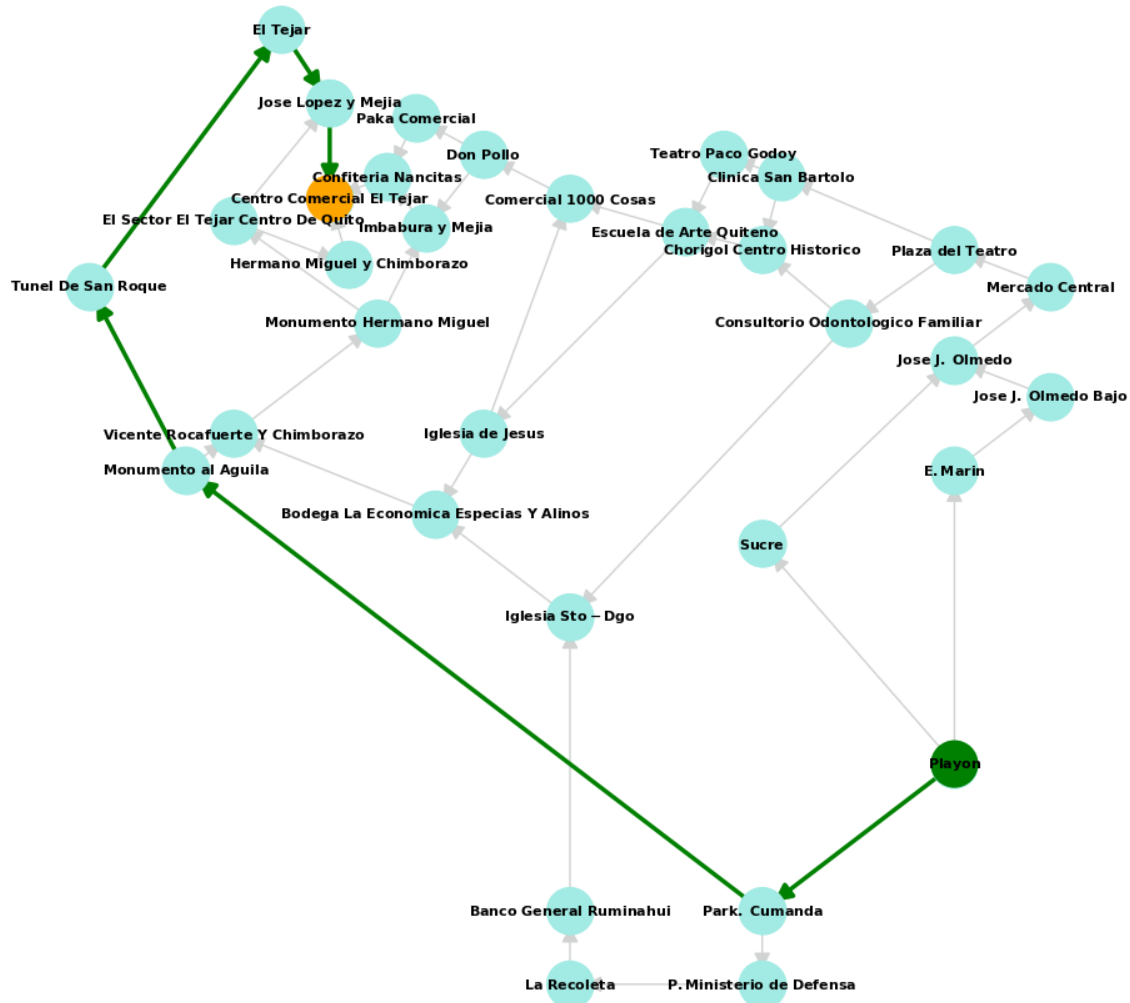 El Tejar
Jose Lopez y Mejia
Paka Comercial
Don Pollo
Teatro Paco Godoy
Confiteria Nancitas
Clinica San Bartolo
Centro Comercial El Tejar
Comercial 1000 Cosas
El Sector El Tejar Centro De Quito
Imbabura y Mejia
Escuela de Arte Quiteno
Chorigol Centro Historico
Plaza del Teatro
Hermano Miguel y Chimborazo
Tunel De San Roque
Mercado Central
Monumento Hermano Miguel
Consultorio Odontologico Familiar
Jose J. Olmedo
Jose J. Olmedo Bajo
Vicente Rocafuerte Y Chimborazo
Iglesia de Jesus
Monumento al Aguila
E. Marin
Bodega La Economica Especias Y Alinos
Sucre
Iglesia Sto-Dgo
Playon
Banco General Ruminahui
Park. Cumanda
La Recoleta
P. Ministerio de Defensa